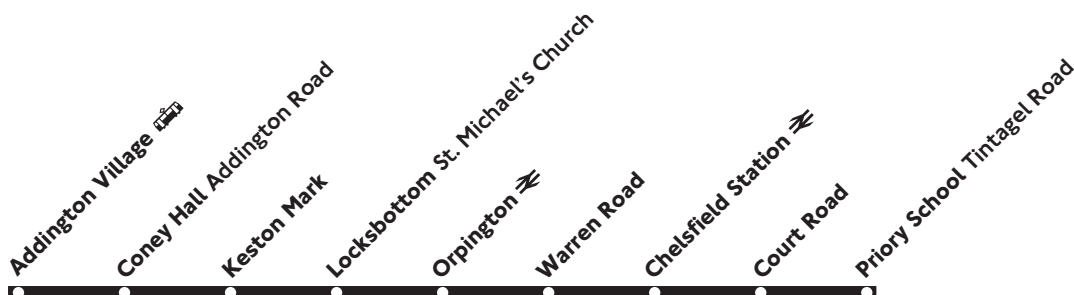 Addington Village
Coney Hall Addington Road
Keston Mark
Locksbottom St. Michael's Church
Orpington
Warren Road
Chelsfield Station
Court Road
Priory School Tintagel Road